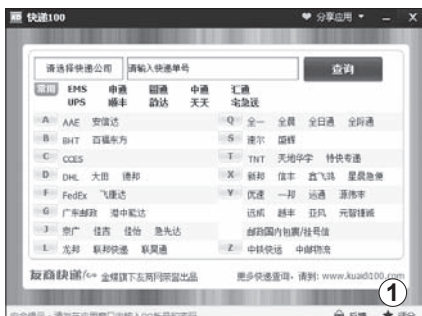 快递100
分享应用
请选择快递公司 请输入快递单号 查询
常用 EMS 申通 圆通 中通 汇通
UPS 顺丰 韵达 天天 宅急送
A AAE 安信达
Q 全一 全晨 全日通 全际通
B BHT 百福东方
S 速尔 盛辉
C CCES
T TNT 天地华宇 特快专递
D DHL 大田 德邦
X 新邦 信丰 鑫飞鸿 星晨急便
F FedEx 飞康达
Y 优速 一邦 运通 源伟丰
G 广东邮政 港中能达
远成 越丰 亚风 元智捷诚
J 京广 佳吉 佳怡 急先达
邮政国内包裹/挂号信
L 龙邦 联邦快递 联昊通
Z 中铁快运 中邮物流
友商快递 金蝶旗下友商网荣誉出品
更多快递查询,请到:www.kuaidi100.com
1